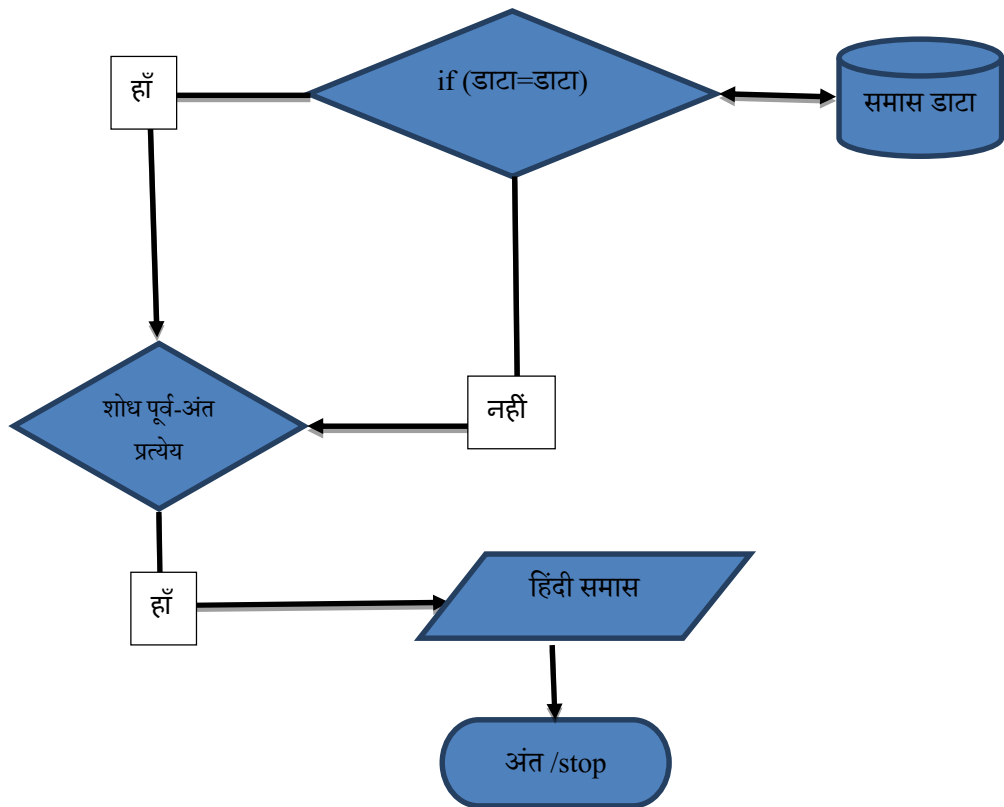 if (डाटा=डाटा)
हाँ
समास डाटा
शोध पूर्व-अंत
प्रत्येय
नहीं
हाँ
हिंदी समास
अंत /stop